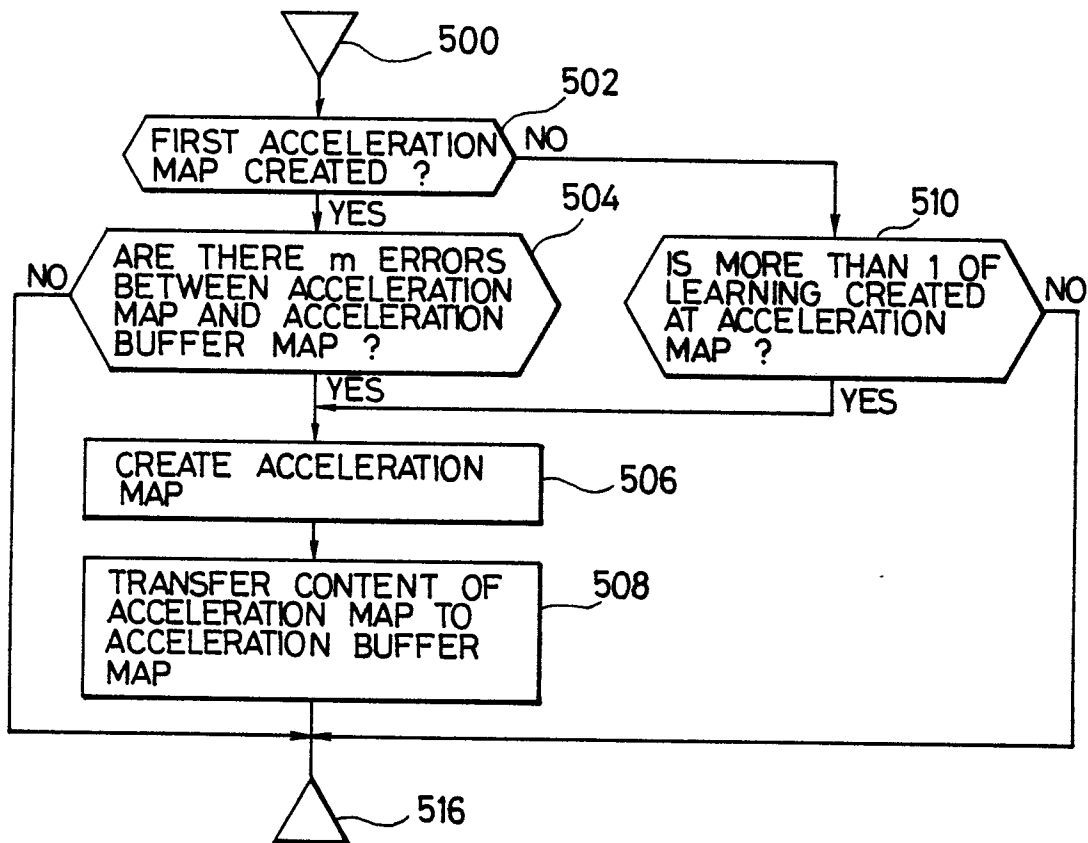 500
502
FIRST ACCELERATION
MAP CREATED ?
NO
YES
504
510
NO
ARE THERE m ERRORS
BETWEEN ACCELERATION
MAP AND ACCELERATION
BUFFER MAP ?
IS MORE THAN 1 OF
LEARNING CREATED
AT ACCELERATION
MAP ?
NO
YES
YES
CREATE ACCELERATION
MAP
506
TRANSFER CONTENT OF
ACCELERATION MAP TO
ACCELERATION BUFFER
MAP
508
516